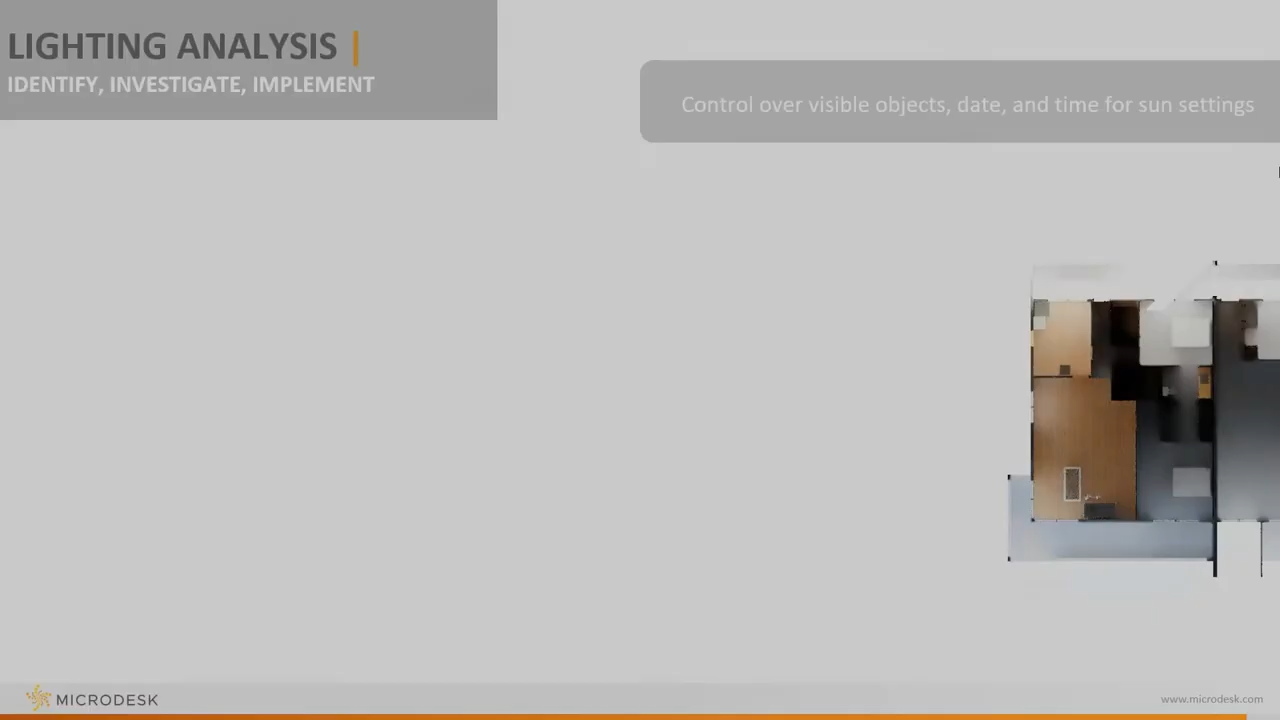 LIGHTING ANALYSIS |
IDENTIFY, INVESTIGATE, IMPLEMENT
Control over visible objects, date, and time for sun settings
MICRODESK
www.microdesk.com